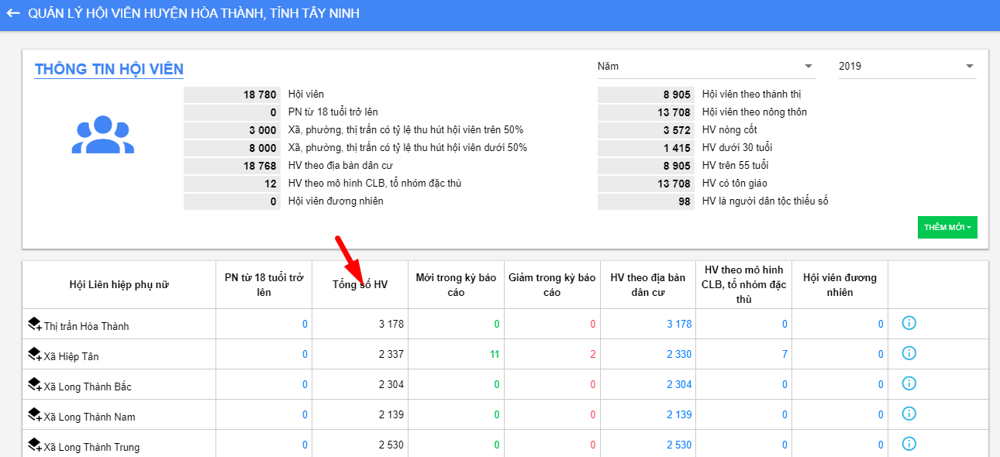 QUẢN LÝ HỘI VIÊN HUYỆN HÒA THÀNH, TỈNH TÂY NINH
THÔNG TIN HỘI VIÊN
Năm
2019
18 780 Hội viên
0 PN từ 18 tuổi trở lên
3 000 Xã, phường, thị trấn có tỷ lệ thu hút hội viên trên 50%
8 000 Xã, phường, thị trấn có tỷ lệ thu hút hội viên dưới 50%
18 768 HV theo địa bàn dân cư
12 HV theo mô hình CLB, tổ nhóm đặc thù
0 Hội viên đương nhiên
8 905 Hội viên theo thành thị
13 708 Hội viên theo nông thôn
3 572 HV nòng cốt
1 415 HV dưới 30 tuổi
8 905 HV trên 55 tuổi
13 708 HV có tôn giáo
98 HV là người dân tộc thiểu số
THÊM MỚI
Hội Liên hiệp phụ nữ
PN từ 18 tuổi trở
lên
Tổng số HV
Mới trong kỳ báo
cáo
Giảm trong kỳ báo
cáo
HV theo địa bàn
dân cư
HV theo mô hình
CLB, tổ nhóm đặc
thù
Hội viên đương
nhiên
Thị trấn Hòa Thành 0 3 178 0 0 3 178 0 0
Xã Hiệp Tân 0 2 337 11 2 2 330 7 0
Xã Long Thành Bắc 0 2 304 0 0 2 304 0 0
Xã Long Thành Nam 0 2 139 0 0 2 139 0 0
Xã Long Thành Trung 0 2 530 0 0 2 530 0 0